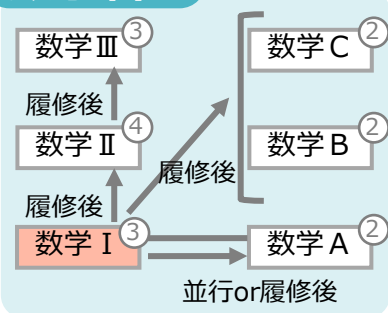 数学Ⅲ ③
数学C ②
履修後
数学Ⅱ ④
数学B ②
履修後
履修後
数学Ⅰ ③
数学A ②
並行or履修後